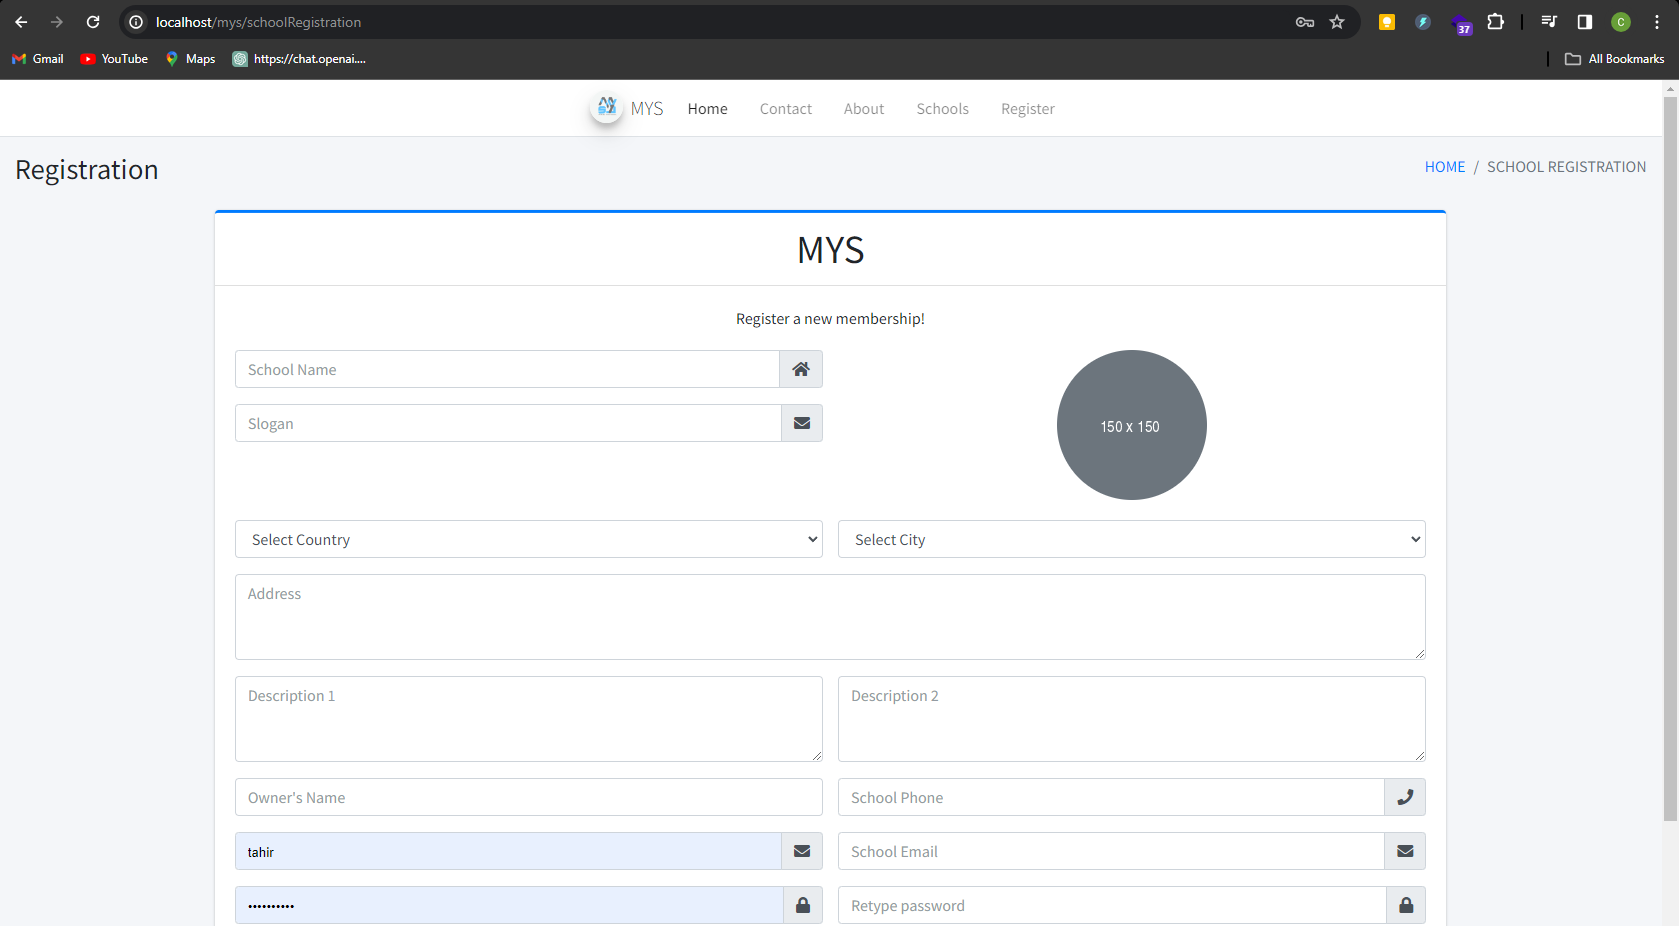 localhost/mys/schoolRegistration
37
C
Gmail
YouTube
Maps
https://chat.openai....
All Bookmarks
MYS
Home
Contact
About
Schools
Register
Registration
HOME / SCHOOL REGISTRATION
MYS
Register a new membership!
School Name
Slogan
150 x 150
Select Country
Select City
Address
Description 1
Description 2
Owner's Name
School Phone
tahir
School Email
••••••••••
Retype password